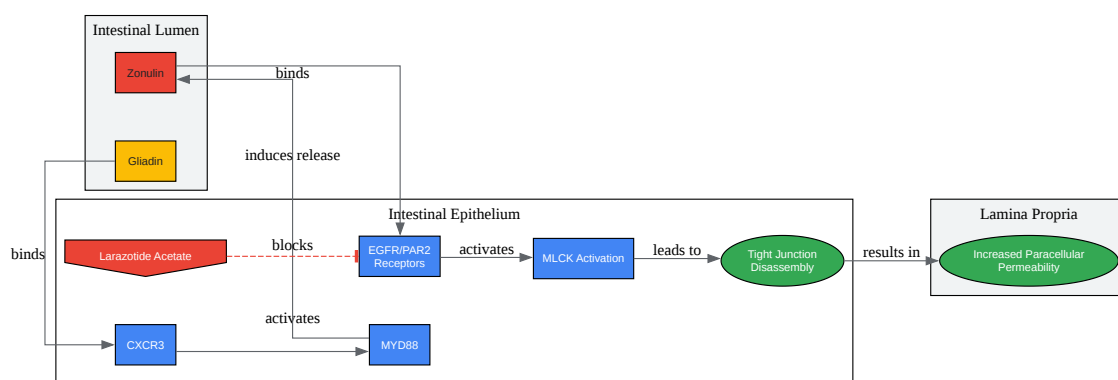 Intestinal Lumen
Zonulin
binds
Gliadin
induces release
binds
Intestinal Epithelium
Larazotide Acetate
blocks
EGFR/PAR2
Receptors
activates
MLCK Activation
leads to
Tight Junction
Disassembly
results in
Lamina Propria
Increased Paracellular
Permeability
CXCR3
activates
MYD88